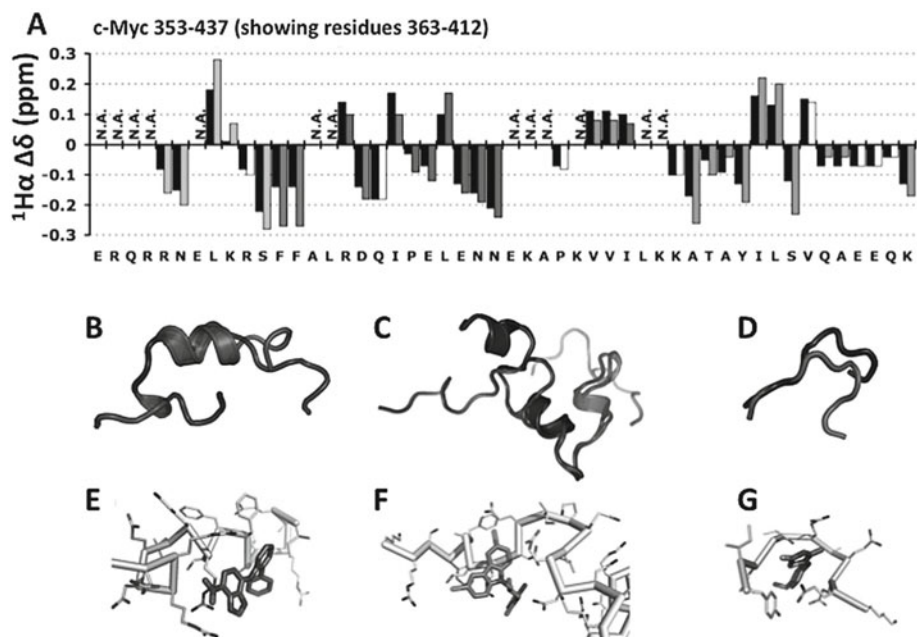 A
c-Myc 353-437 (showing residues 363-412)
¹Hα Δδ (ppm)
0.3
0.2
0.1
0
-0.1
-0.2
-0.3
N.A. N.A. N.A. N.A. N.A. N.A. N.A. N.A. N.A. N.A. N.A. N.A. N.A.
E R Q R R N E L K R S F F A L R D Q I P E L E N N E K A P K V V I L K K A T A Y I L S V Q A E E Q K
B C D
E F G